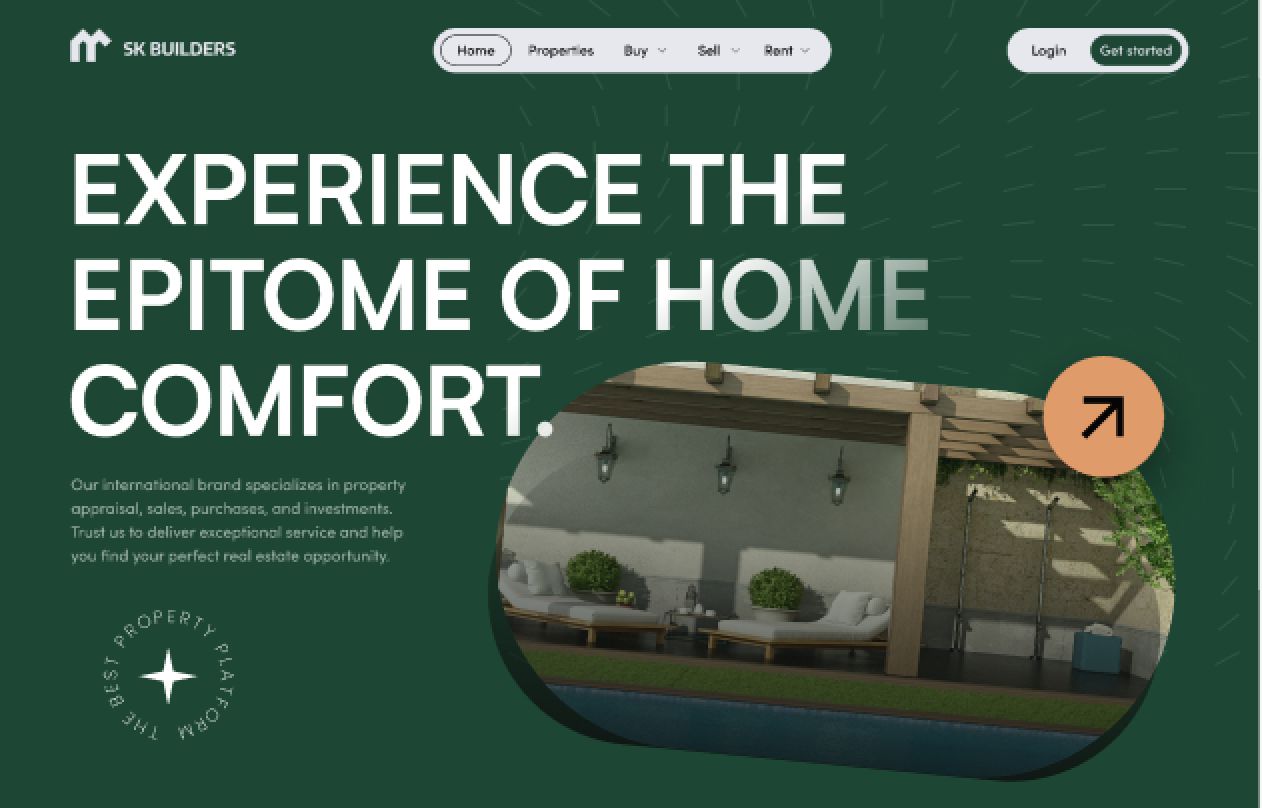 SK BUILDERS
Home Properties Buy Sell Rent
Login Get started
EXPERIENCE THE
EPITOME OF HOME
COMFORT.
Our international brand specializes in property
appraisal, sales, purchases, and investments.
Trust us to deliver exceptional service and help
you find your perfect real estate opportunity.
THE BEST PROPERTY PLATFORM